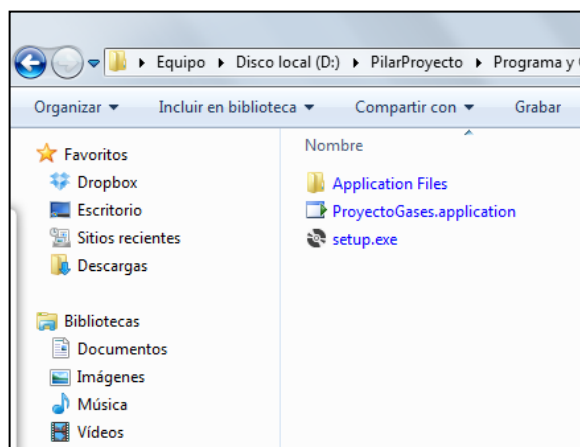 Equipo Disco local (D:) PilarProyecto Programa y
Organizar Incluir en biblioteca Compartir con Grabar
Favoritos
Dropbox
Escritorio
Sitios recientes
Descargas
Bibliotecas
Documentos
Imágenes
Música
Vídeos
Nombre
Application Files
ProyectoGases.application
setup.exe